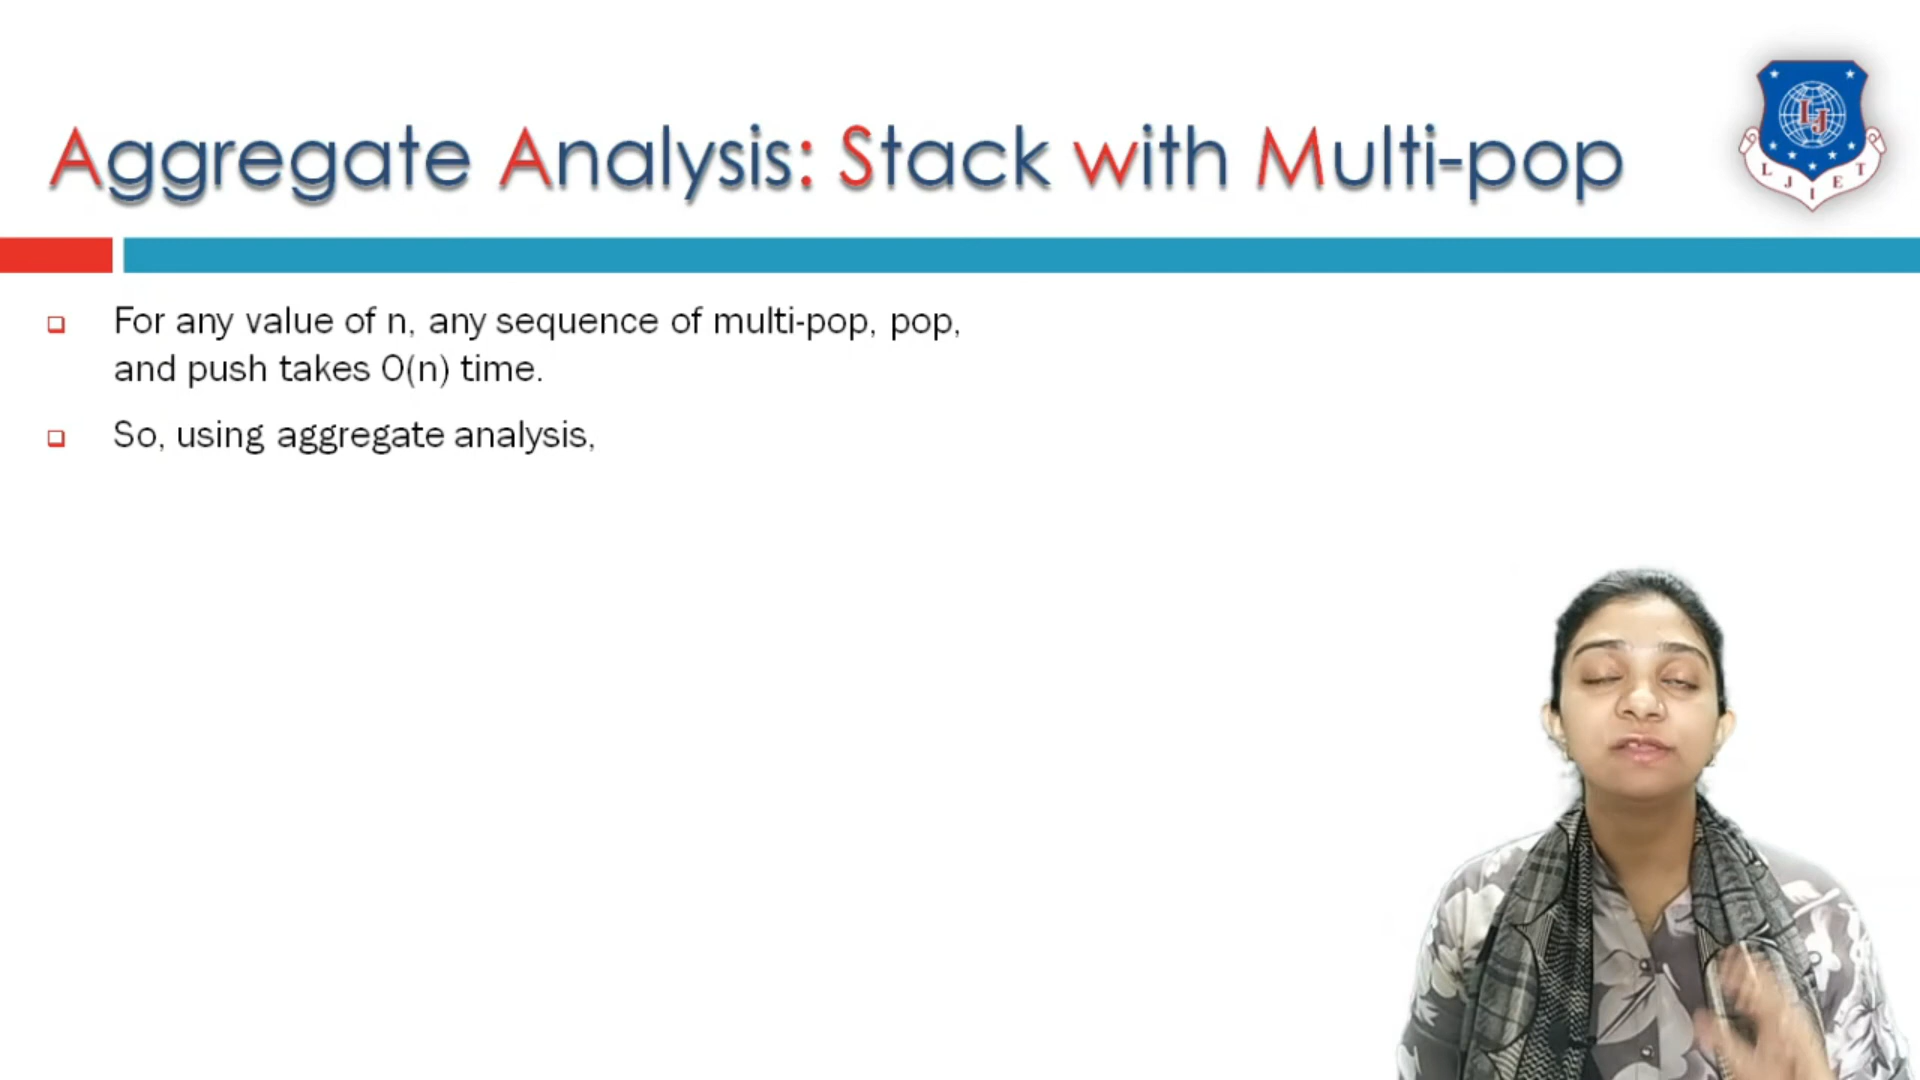 Aggregate Analysis: Stack with Multi-pop
LJ
L J I E T
For any value of n, any sequence of multi-pop, pop,
and push takes O(n) time.
So, using aggregate analysis,